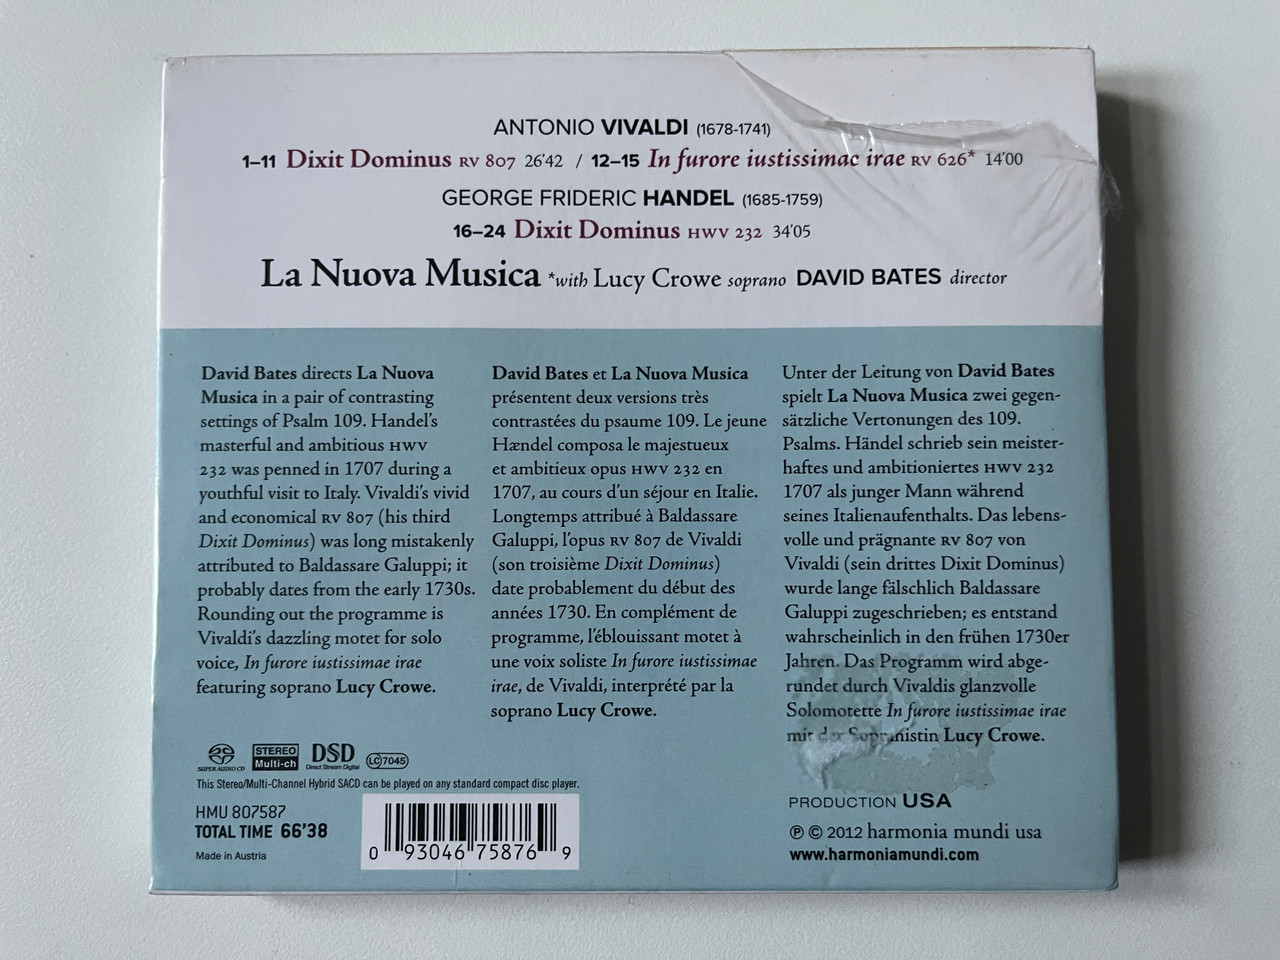 ANTONIO VIVALDI (1678-1741)
1–11 Dixit Dominus RV 807 26'42 / 12–15 In furore iustissimae irae RV 626* 14'00
GEORGE FRIDERIC HANDEL (1685-1759)
16–24 Dixit Dominus HWV 232 34'05
La Nuova Musica *with Lucy Crowe soprano DAVID BATES director
David Bates directs La Nuova
Musica in a pair of contrasting
settings of Psalm 109. Handel's
masterful and ambitious HWV
232 was penned in 1707 during a
youthful visit to Italy. Vivaldi's vivid
and economical RV 807 (his third
Dixit Dominus) was long mistakenly
attributed to Baldassare Galuppi; it
probably dates from the early 1730s.
Rounding out the programme is
Vivaldi's dazzling motet for solo
voice, In furore iustissimae irae
featuring soprano Lucy Crowe.
David Bates et La Nuova Musica
présentent deux versions très
contrastées du psaume 109. Le jeune
Hændel composa le majestueux
et ambitieux opus HWV 232 en
1707, au cours d'un séjour en Italie.
Longtemps attribué à Baldassare
Galuppi, l'opus RV 807 de Vivaldi
(son troisième Dixit Dominus)
date probablement du début des
années 1730. En complément de
programme, l'éblouissant motet à
une voix soliste In furore iustissimae
irae, de Vivaldi, interprété par la
soprano Lucy Crowe.
Unter der Leitung von David Bates
spielt La Nuova Musica zwei gegen-
sätzliche Vertonungen des 109.
Psalms. Händel schrieb sein meister-
haftes und ambitioniertes HWV 232
1707 als junger Mann während
seines Italienaufenthalts. Das lebens-
volle und prägnante RV 807 von
Vivaldi (sein drittes Dixit Dominus)
wurde lange fälschlich Baldassare
Galuppi zugeschrieben; es entstand
wahrscheinlich in den frühen 1730er
Jahren. Das Programm wird abge-
rundet durch Vivaldis glanzvolle
Solomotette In furore iustissimae irae
mit der Sopranistin Lucy Crowe.
SUPER AUDIO CD
STEREO
Multi-ch
DSD
Direct Stream Digital
LC 7045
This Stereo/Multi-Channel Hybrid SACD can be played on any standard compact disc player.
HMU 807587
TOTAL TIME 66'38
Made in Austria
0 93046 75876 9
PRODUCTION USA
℗ © 2012 harmonia mundi usa
www.harmoniamundi.com